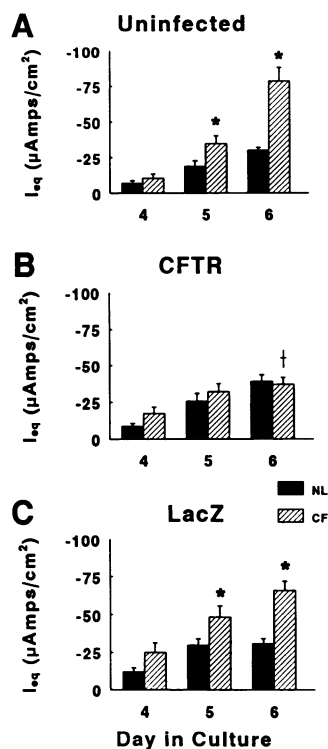 A Uninfected
I_eq (µAmps/cm²)
-100
-75
-50
-25
0
*
*
4 5 6
B CFTR
I_eq (µAmps/cm²)
-100
-75
-50
-25
0
†
4 5 6
NL
CF
C LacZ
I_eq (µAmps/cm²)
-100
-75
-50
-25
0
*
*
4 5 6
Day in Culture